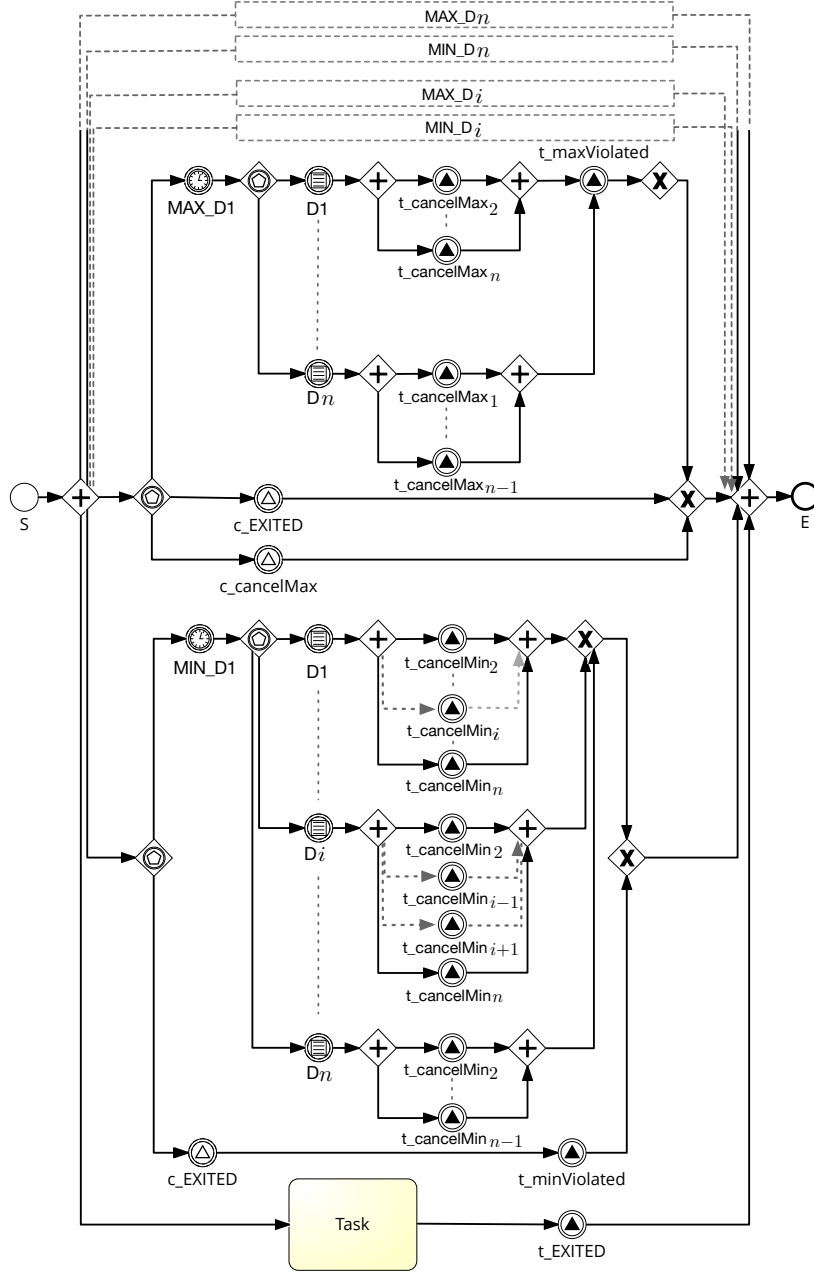 MAX_Dn
MIN_Dn
MAX_Di
MIN_Di
t_maxViolated
MAX_D1
D1
t_cancelMax2
t_cancelMaxn
Dn
t_cancelMax1
t_cancelMaxn−1
S
c_EXITED
E
c_cancelMax
MIN_D1
D1
t_cancelMin2
t_cancelMini
t_cancelMinn
Di
t_cancelMin2
t_cancelMini−1
t_cancelMini+1
t_cancelMinn
Dn
t_cancelMin2
t_cancelMinn−1
c_EXITED
t_minViolated
Task
t_EXITED